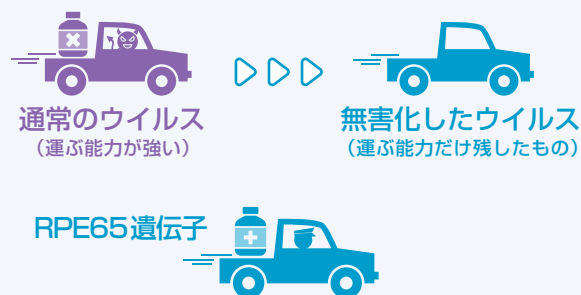 通常のウイルス
（運ぶ能力が強い）
無害化したウイルス
（運ぶ能力だけ残したもの）
RPE65遺伝子